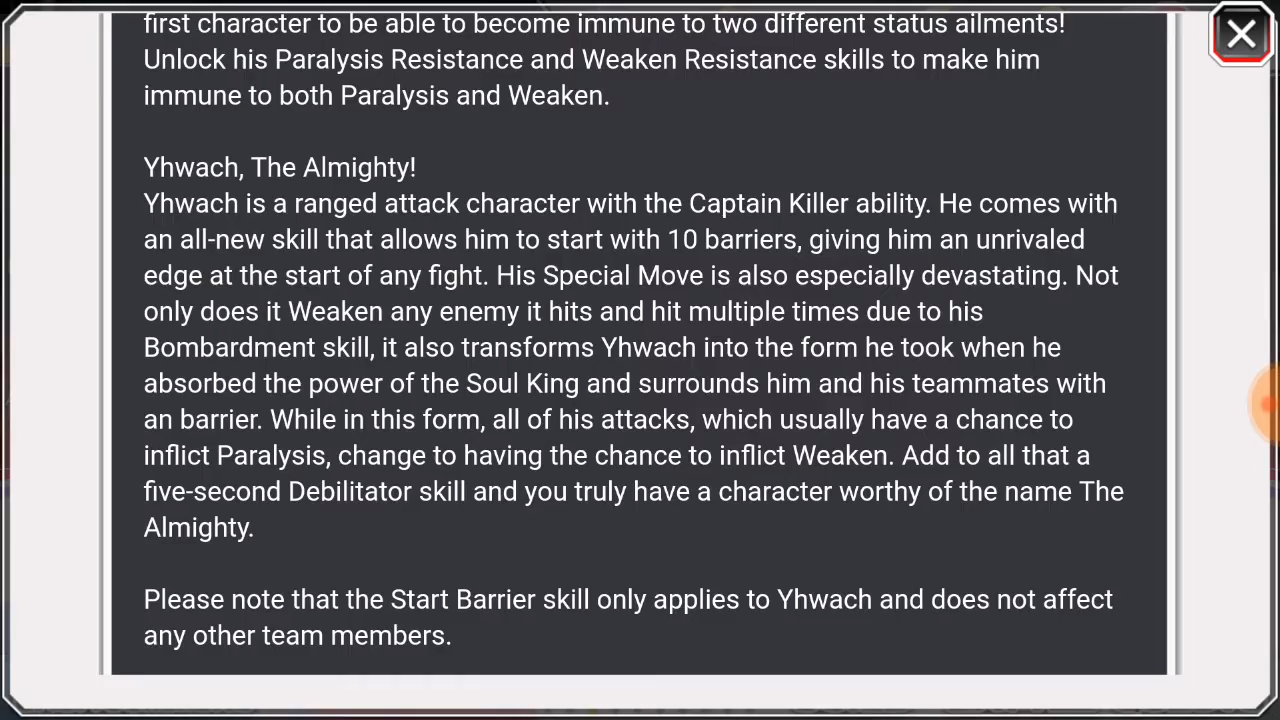 first character to be able to become immune to two different status ailments!
Unlock his Paralysis Resistance and Weaken Resistance skills to make him
immune to both Paralysis and Weaken.
Yhwach, The Almighty!
Yhwach is a ranged attack character with the Captain Killer ability. He comes with
an all-new skill that allows him to start with 10 barriers, giving him an unrivaled
edge at the start of any fight. His Special Move is also especially devastating. Not
only does it Weaken any enemy it hits and hit multiple times due to his
Bombardment skill, it also transforms Yhwach into the form he took when he
absorbed the power of the Soul King and surrounds him and his teammates with
an barrier. While in this form, all of his attacks, which usually have a chance to
inflict Paralysis, change to having the chance to inflict Weaken. Add to all that a
five-second Debilitator skill and you truly have a character worthy of the name The
Almighty.
Please note that the Start Barrier skill only applies to Yhwach and does not affect
any other team members.